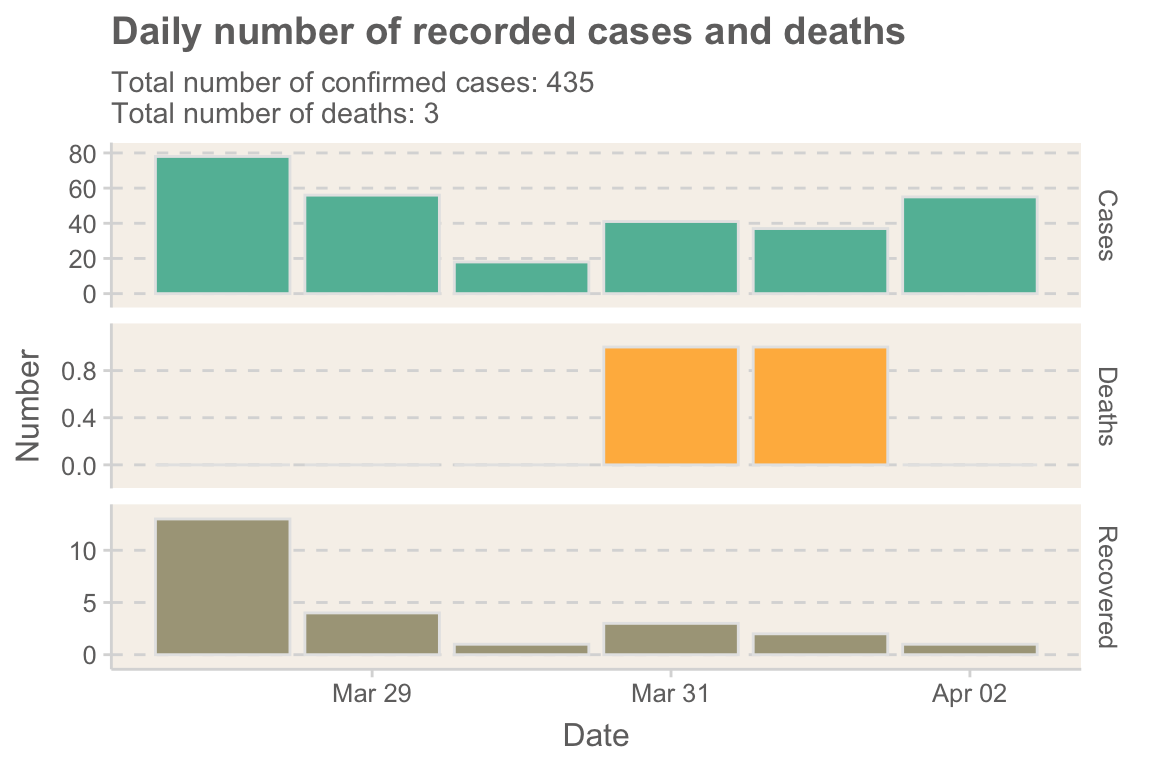 Daily number of recorded cases and deaths
Total number of confirmed cases: 435
Total number of deaths: 3
80
60
40
20
0
Cases
Number
0.8
0.4
0.0
Deaths
10
5
0
Recovered
Mar 29
Mar 31
Apr 02
Date